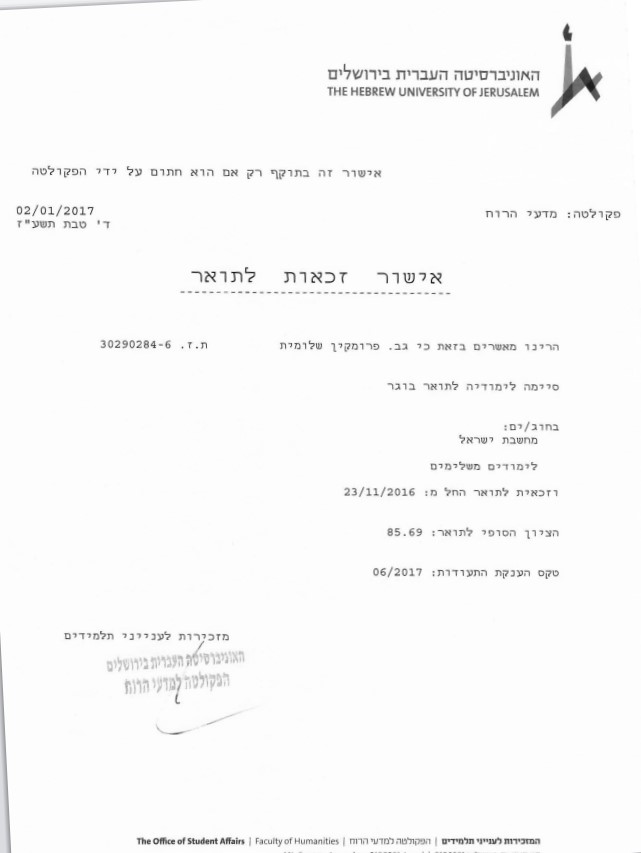 האוניברסיטה העברית בירושלים
THE HEBREW UNIVERSITY OF JERUSALEM
אישור זה בתוקף רק אם הוא חתום על ידי הפקולטה
פקולטה: מדעי הרוח 02/01/2017
ד' טבת תשע"ז
אישור זכאות לתואר
הרינו מאשרים בזאת כי גב. פרומקין שלומית ת.ז. 30290284-6
סיימה לימודיה לתואר בוגר
בחוג/ים:
מחשבת ישראל
לימודים משלימים
וזכאית לתואר החל מ: 23/11/2016
הציון הסופי לתואר: 85.69
טקס הענקת התעודות: 06/2017
מזכירות לענייני תלמידים
האוניברסיטה העברית בירושלים
הפקולטה למדעי הרוח
המזכירות לענייני תלמידים | הפקולטה למדעי הרוח | The Office of Student Affairs | Faculty of Humanities